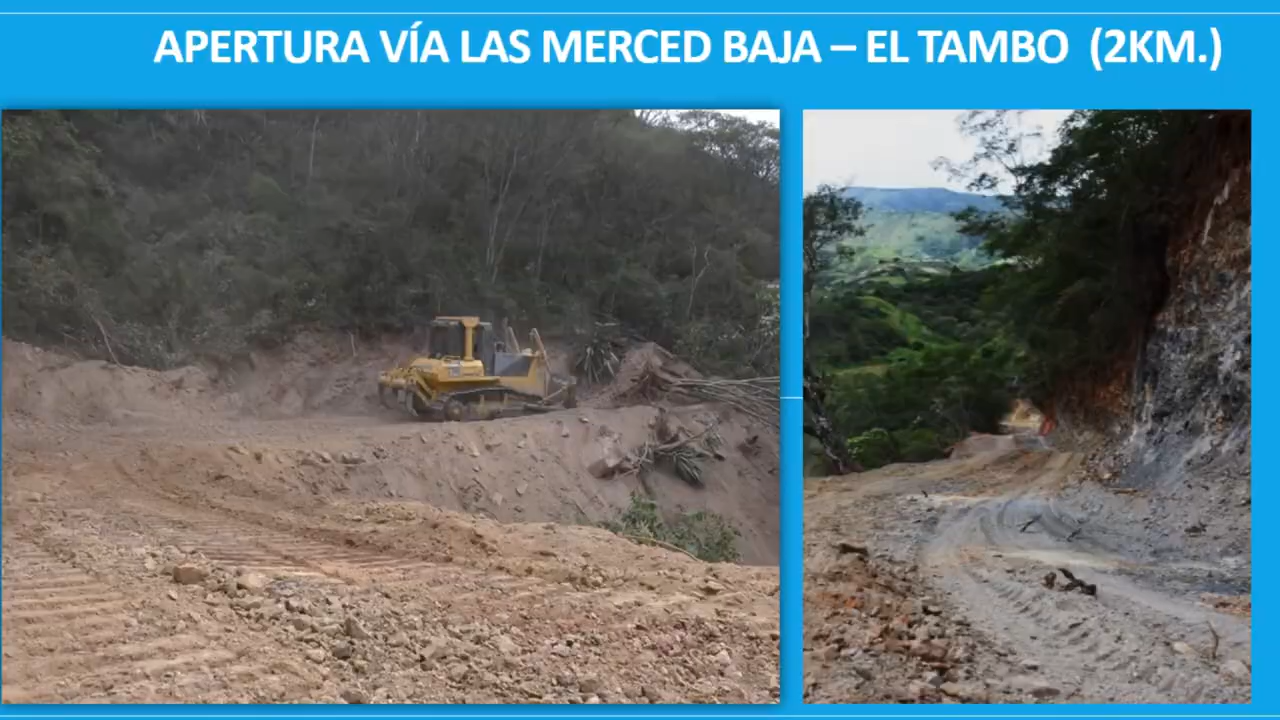 APERTURA VÍA LAS MERCED BAJA – EL TAMBO (2KM.)